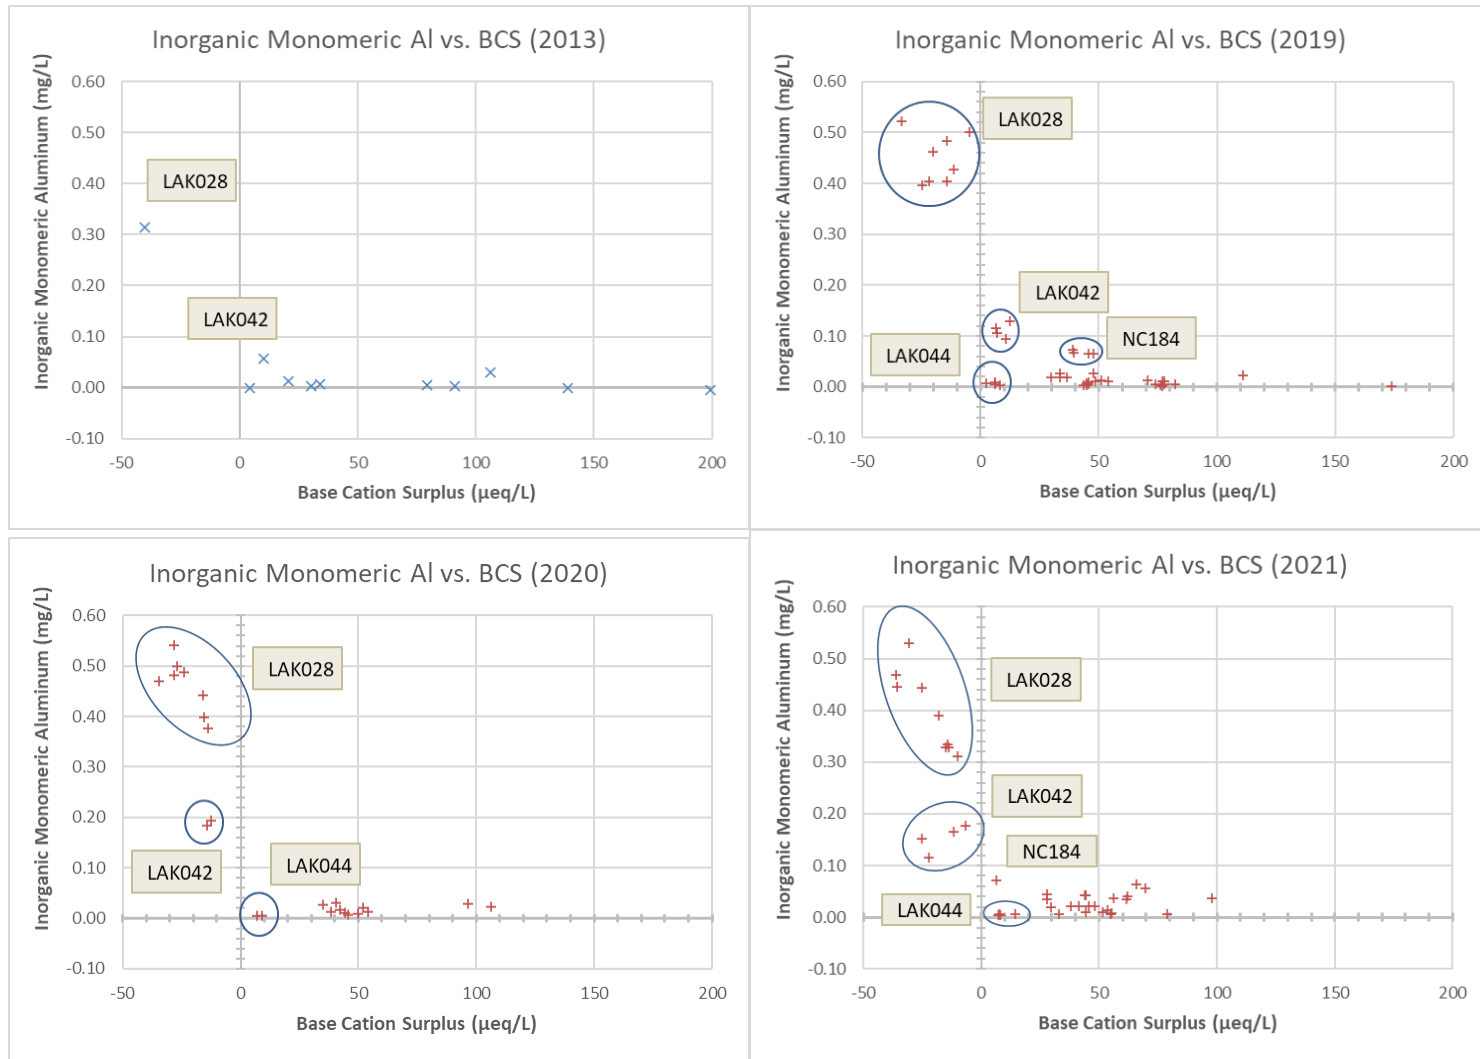 Inorganic Monomeric Al vs. BCS (2013)
Inorganic Monomeric Aluminum (mg/L)
0.60
0.50
0.40
0.30
0.20
0.10
0.00
-0.10
LAK028
LAK042
-50 0 50 100 150 200
Base Cation Surplus (µeq/L)
Inorganic Monomeric Al vs. BCS (2019)
Inorganic Monomeric Aluminum (mg/L)
0.60
0.50
0.40
0.30
0.20
0.10
0.00
-0.10
LAK028
LAK042
NC184
LAK044
-50 0 50 100 150 200
Base Cation Surplus (µeq/L)
Inorganic Monomeric Al vs. BCS (2020)
Inorganic Monomeric Aluminum (mg/L)
0.60
0.50
0.40
0.30
0.20
0.10
0.00
-0.10
LAK028
LAK042
LAK044
-50 0 50 100 150 200
Base Cation Surplus (µeq/L)
Inorganic Monomeric Al vs. BCS (2021)
Inorganic Monomeric Aluminum (mg/L)
0.60
0.50
0.40
0.30
0.20
0.10
0.00
-0.10
LAK028
LAK042
NC184
LAK044
-50 0 50 100 150 200
Base Cation Surplus (µeq/L)